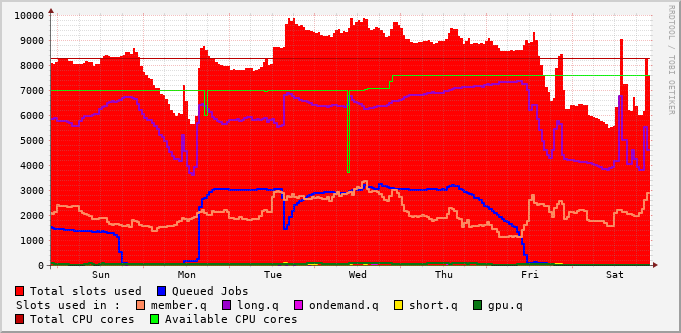 RRDTOOL / TOBI OETIKER
10000
9000
8000
7000
6000
5000
4000
3000
2000
1000
0
Sun Mon Tue Wed Thu Fri Sat
Total slots used Queued Jobs
Slots used in : member.q long.q ondemand.q short.q gpu.q
Total CPU cores Available CPU cores